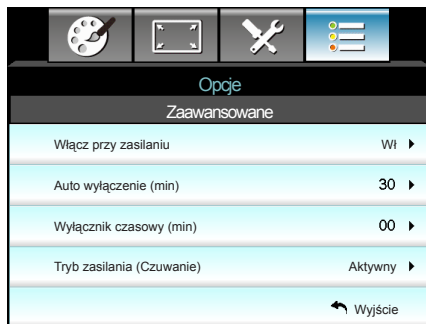 Opcje
Zaawansowane
Włącz przy zasilaniu Wł
Auto wyłączenie (min) 30
Wyłącznik czasowy (min) 00
Tryb zasilania (Czuwanie) Aktywny
Wyjście